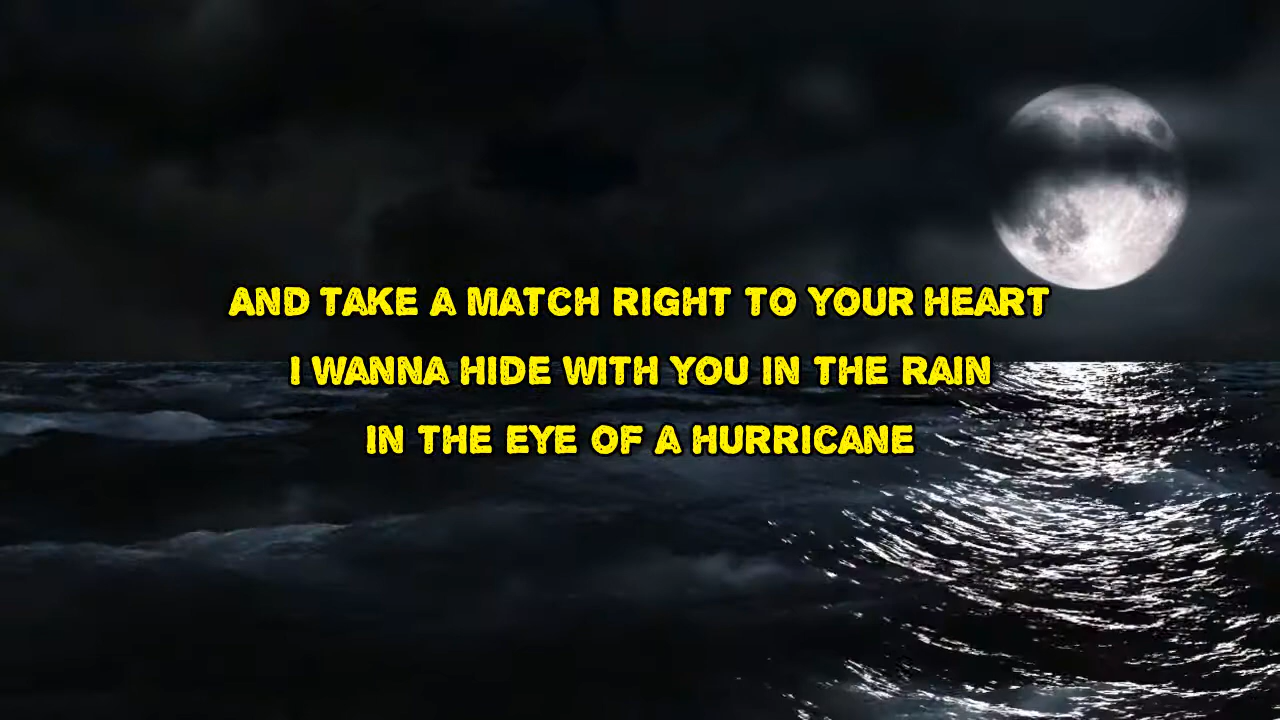 AND TAKE A MATCH RIGHT TO YOUR HEART
I WANNA HIDE WITH YOU IN THE RAIN
IN THE EYE OF A HURRICANE